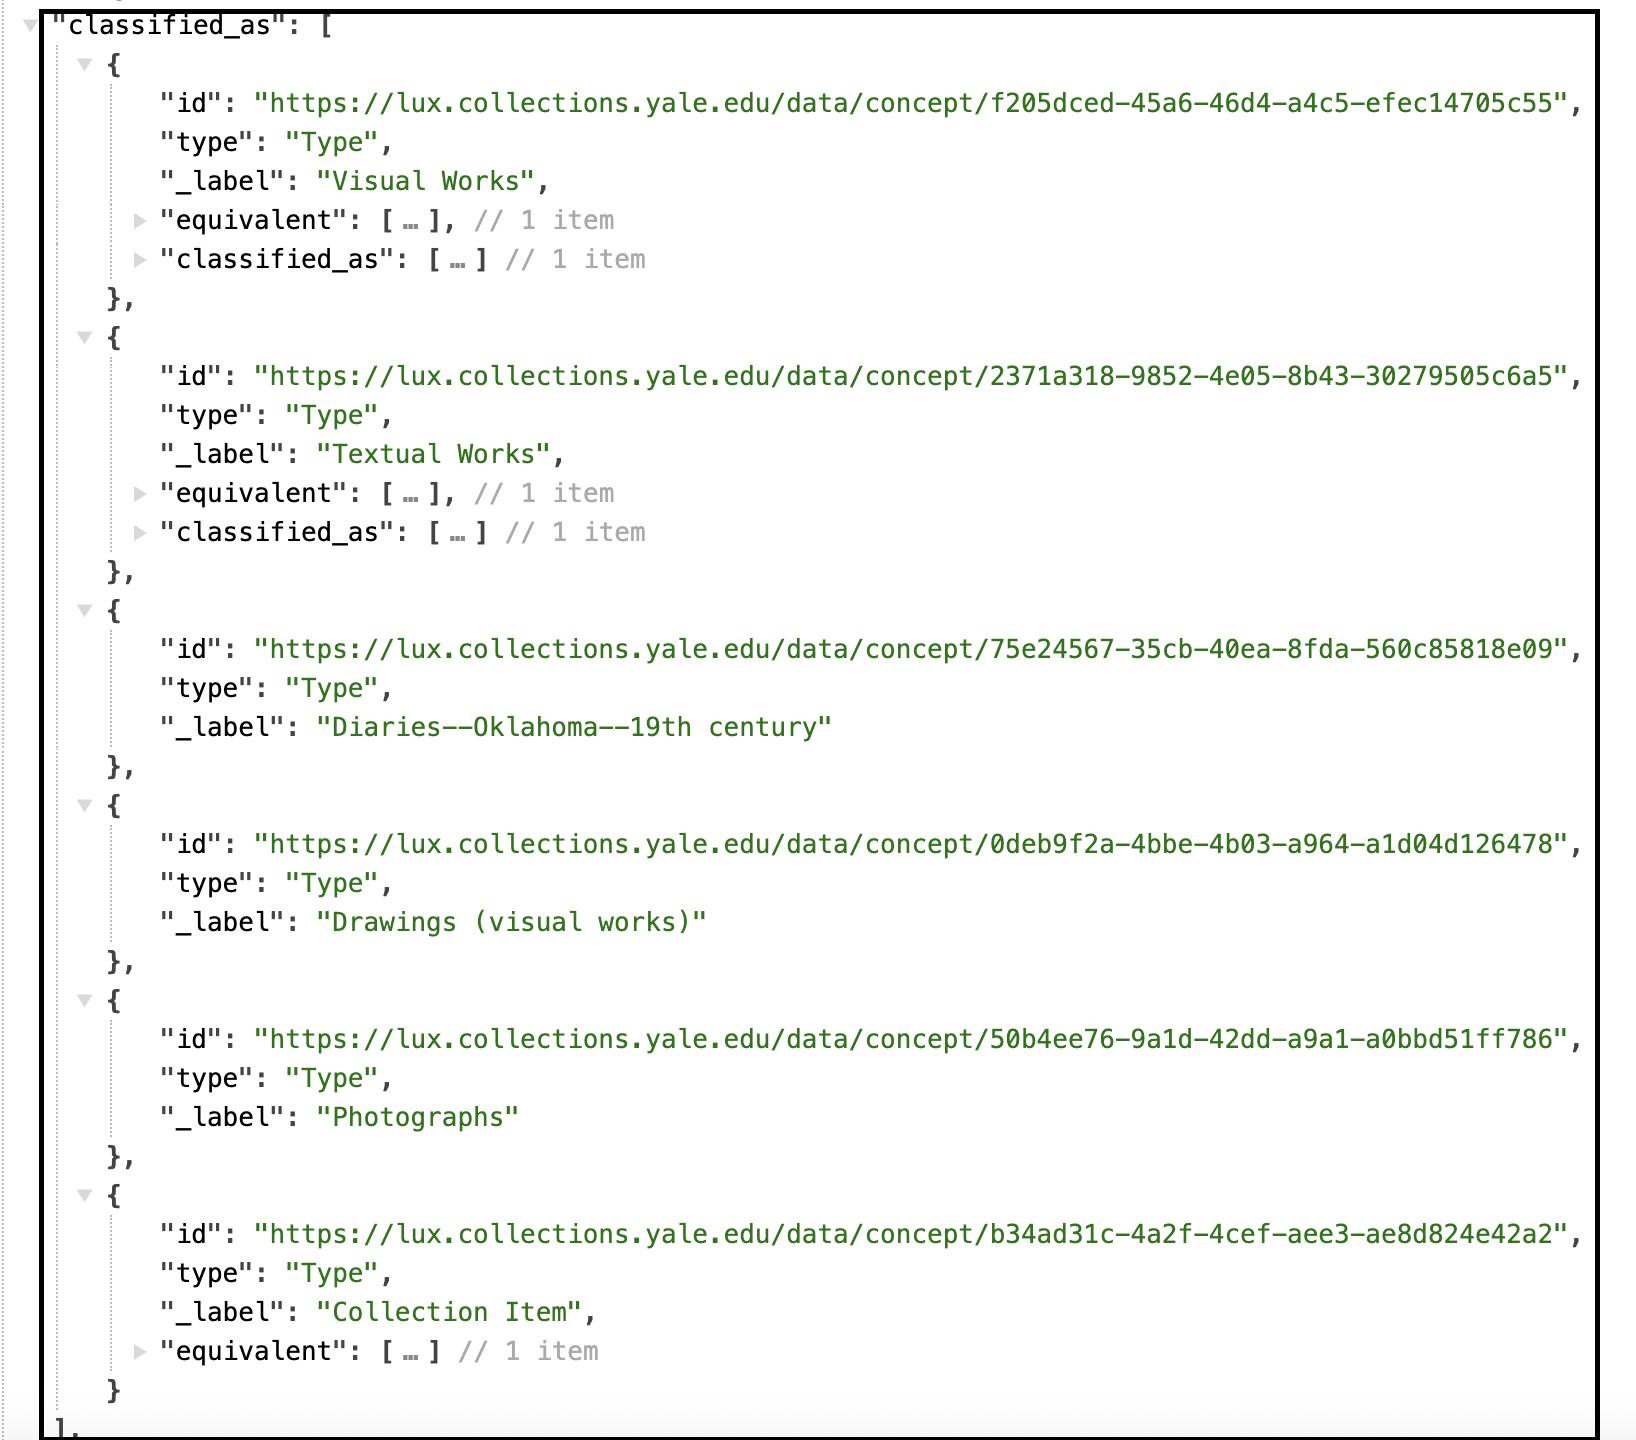 "classified_as": [
{
"id": "https://lux.collections.yale.edu/data/concept/f205dced-45a6-46d4-a4c5-efec14705c55",
"type": "Type",
"_label": "Visual Works",
"equivalent": [ … ], // 1 item
"classified_as": [ … ] // 1 item
},
{
"id": "https://lux.collections.yale.edu/data/concept/2371a318-9852-4e05-8b43-30279505c6a5",
"type": "Type",
"_label": "Textual Works",
"equivalent": [ … ], // 1 item
"classified_as": [ … ] // 1 item
},
{
"id": "https://lux.collections.yale.edu/data/concept/75e24567-35cb-40ea-8fda-560c85818e09",
"type": "Type",
"_label": "Diaries--Oklahoma--19th century"
},
{
"id": "https://lux.collections.yale.edu/data/concept/0deb9f2a-4bbe-4b03-a964-a1d04d126478",
"type": "Type",
"_label": "Drawings (visual works)"
},
{
"id": "https://lux.collections.yale.edu/data/concept/50b4ee76-9a1d-42dd-a9a1-a0bbd51ff786",
"type": "Type",
"_label": "Photographs"
},
{
"id": "https://lux.collections.yale.edu/data/concept/b34ad31c-4a2f-4cef-aee3-ae8d824e42a2",
"type": "Type",
"_label": "Collection Item",
"equivalent": [ … ] // 1 item
}
],